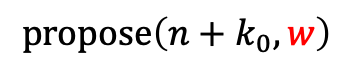 propose(n + k₀, w)